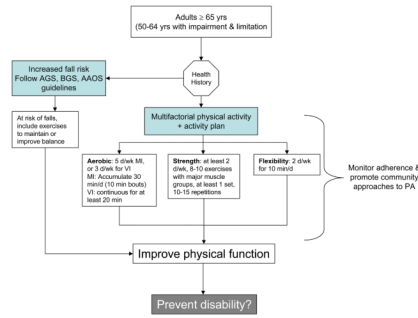 Adults ≥ 65 yrs
(50-64 yrs with impairment & limitation
Increased fall risk
Follow AGS, BGS, AAOS
guidelines
Health
History
At risk of falls,
include exercises
to maintain or
improve balance
Multifactorial physical activity
+ activity plan
Aerobic: 5 d/wk MI,
or 3 d/wk for VI
MI: Accumulate 30
min/d (10 min bouts)
VI: continuous for at
least 20 min
Strength: at least 2
d/wk, 8-10 exercises
with major muscle
groups, at least 1 set,
10-15 repetitions
Flexibility: 2 d/wk
for 10 min/d
Monitor adherence &
promote community
approaches to PA
Improve physical function
Prevent disability?